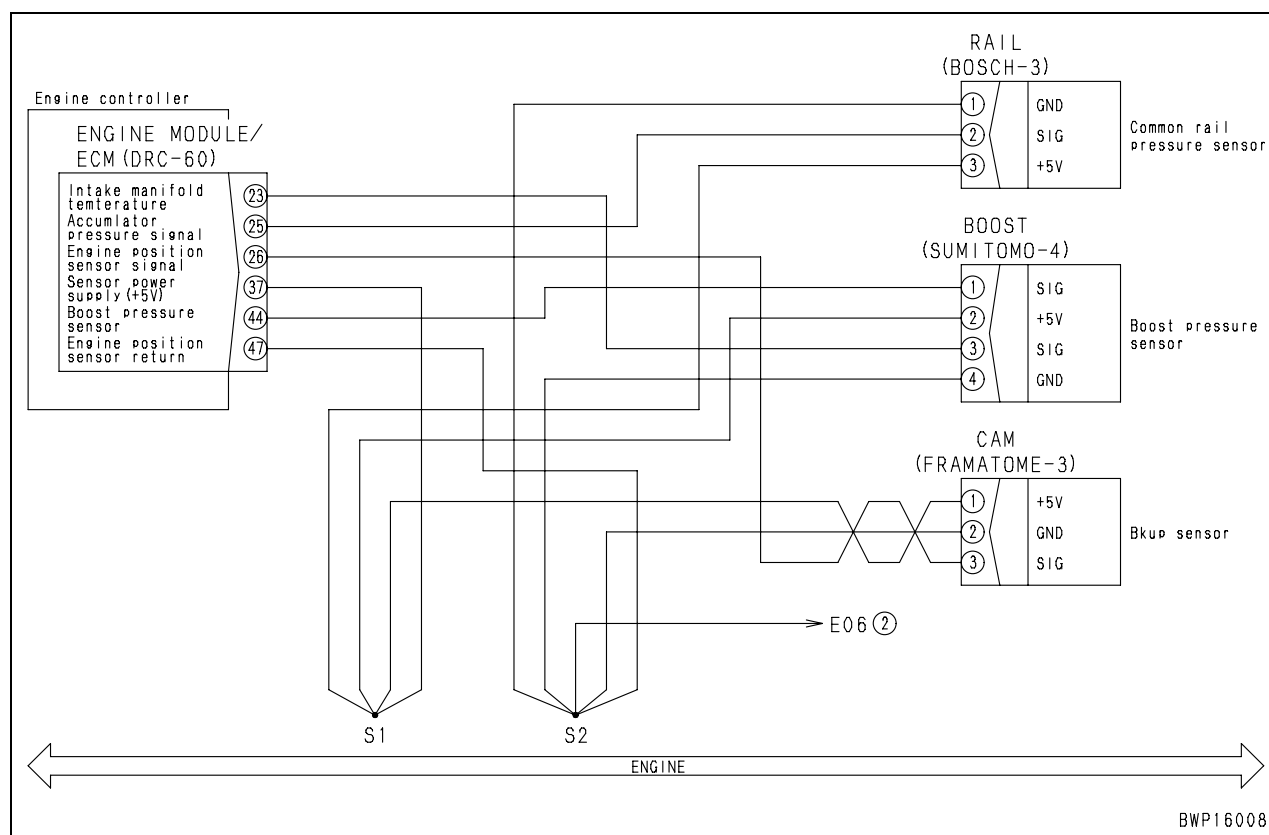 RAIL
(BOSCH-3)
Engine controller
ENGINE MODULE/
ECM(DRC-60)
1 GND
2 SIG
3 +5V
Common rail
pressure sensor
Intake manifold
temterature
23
Accumlator
pressure signal
25
Engine position
sensor signal
26
Sensor power
supply(+5V)
37
Boost pressure
sensor
44
Engine position
sensor return
47
BOOST
(SUMITOMO-4)
1 SIG
2 +5V
3 SIG
4 GND
Boost pressure
sensor
CAM
(FRAMATOME-3)
1 +5V
2 GND
3 SIG
Bkup sensor
E06 2
S1
S2
ENGINE
BWP16008